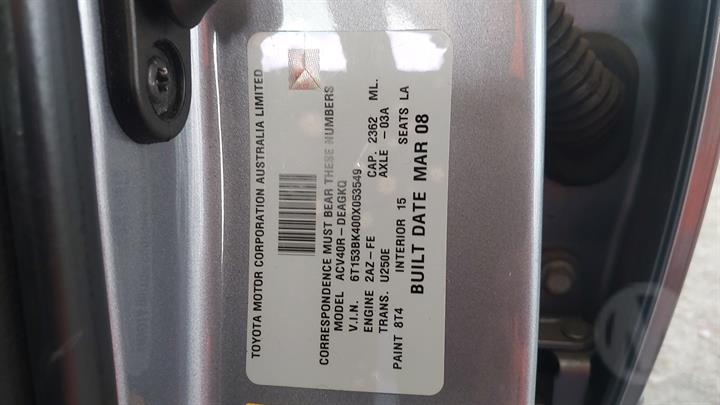 TOYOTA MOTOR CORPORATION AUSTRALIA LIMITED
CORRESPONDENCE MUST BEAR THESE NUMBERS
MODEL ACV40R-DEAGKQ
V.I.N. 6T153BK400X053549
ENGINE 2AZ-FE CAP. 2362 ML.
TRANS. U250E AXLE -03A
PAINT 8T4 INTERIOR 15 SEATS LA
BUILT DATE MAR 08